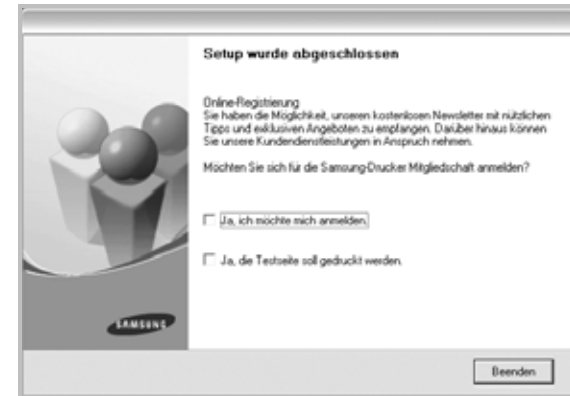 Setup wurde abgeschlossen
Online-Registrierung
Sie haben die Möglichkeit, unseren kostenlosen Newsletter mit nützlichen
Tipps und exklusiven Angeboten zu empfangen. Darüber hinaus können
Sie unsere Kundendienstleistungen in Anspruch nehmen.
Möchten Sie sich für die Samsung-Drucker Mitgliedschaft anmelden?
Ja, ich möchte mich anmelden.
Ja, die Testseite soll gedruckt werden.
SAMSUNG
Beenden